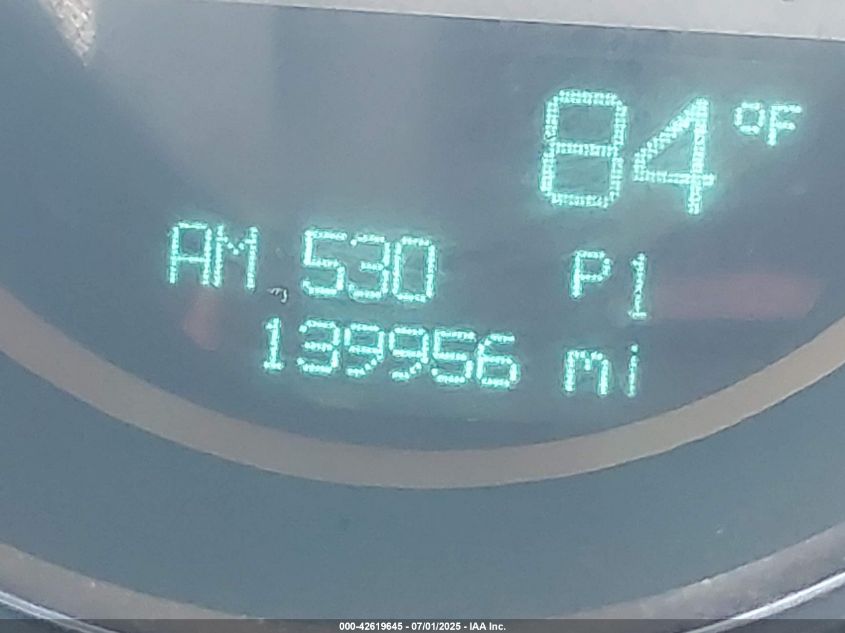 84 °F
AM 530 P1
139956 mi
000-42619645 - 07/01/2025 - IAA Inc.